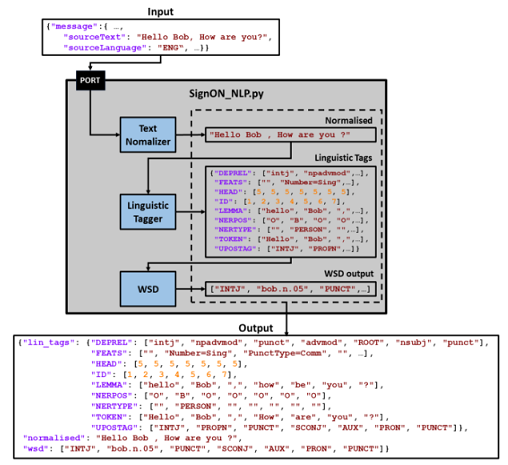 Input
{"message":{ …,
"sourceText": "Hello Bob, How are you?",
"sourceLanguage": "ENG", …}}
PORT
SignON_NLP.py
Text
Nomalizer
Normalised
"Hello Bob , How are you ?"
Linguistic Tags
Linguistic
Tagger
{"DEPREL": ["intj", "npadvmod",…],
"FEATS": ["", "Number=Sing",…],
"HEAD": [5, 5, 5, 5, 5, 5, 5],
"ID": [1, 2, 3, 4, 5, 6, 7],
"LEMMA": ["hello", "Bob", ",",…],
"NERPOS": ["O", "B", "O", "O",…],
"NERTYPE": ["", "PERSON", "",…],
"TOKEN": ["Hello", "Bob", ",",…],
"UPOSTAG": ["INTJ", "PROPN",…]}
WSD output
WSD
["INTJ", "bob.n.05", "PUNCT",…]
Output
{"lin_tags": {"DEPREL": ["intj", "npadvmod", "punct", "advmod", "ROOT", "nsubj", "punct"],
"FEATS": ["", "Number=Sing", "PunctType=Comm", "", …],
"HEAD": [5, 5, 5, 5, 5, 5, 5],
"ID": [1, 2, 3, 4, 5, 6, 7],
"LEMMA": ["hello", "Bob", ",", "how", "be", "you", "?"],
"NERPOS": ["O", "B", "O", "O", "O", "O", "O"],
"NERTYPE": ["", "PERSON", "", "", "", "", ""],
"TOKEN": ["Hello", "Bob", ",", "How", "are", "you", "?"],
"UPOSTAG": ["INTJ", "PROPN", "PUNCT", "SCONJ", "AUX", "PRON", "PUNCT"]},
"normalised": "Hello Bob , How are you ?",
"wsd": ["INTJ", "bob.n.05", "PUNCT", "SCONJ", "AUX", "PRON", "PUNCT"]}